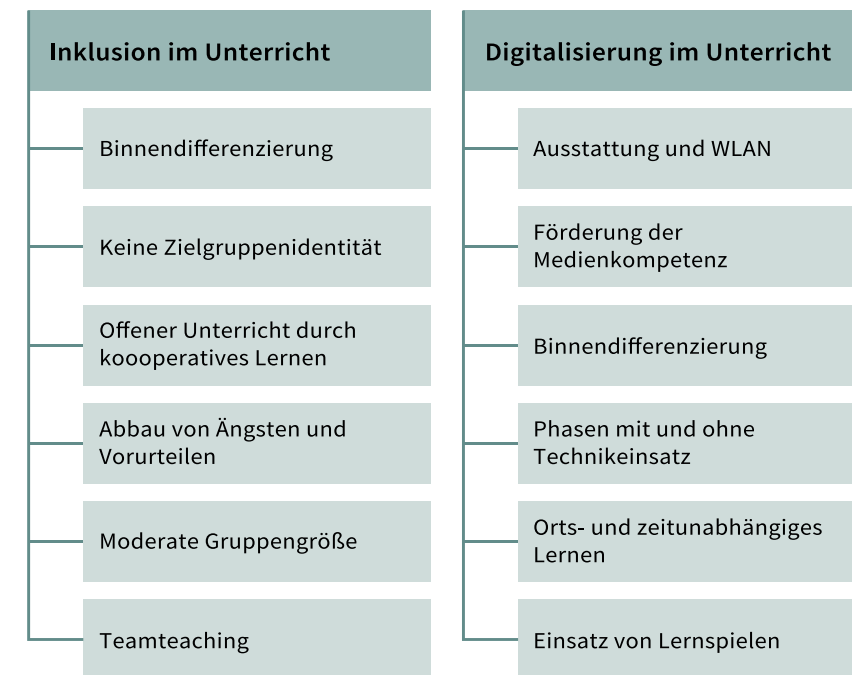 Inklusion im Unterricht
Binnendifferenzierung
Keine Zielgruppenidentität
Offener Unterricht durch
koooperatives Lernen
Abbau von Ängsten und
Vorurteilen
Moderate Gruppengröße
Teamteaching
Digitalisierung im Unterricht
Ausstattung und WLAN
Förderung der
Medienkompetenz
Binnendifferenzierung
Phasen mit und ohne
Technikeinsatz
Orts- und zeitunabhängiges
Lernen
Einsatz von Lernspielen